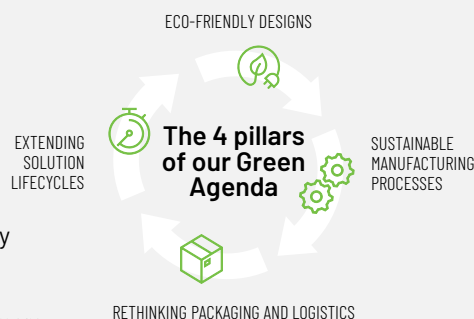 ECO-FRIENDLY DESIGNS
EXTENDING
SOLUTION
LIFECYCLES
The 4 pillars
of our Green
Agenda
SUSTAINABLE
MANUFACTURING
PROCESSES
y
RETHINKING PACKAGING AND LOGISTICS